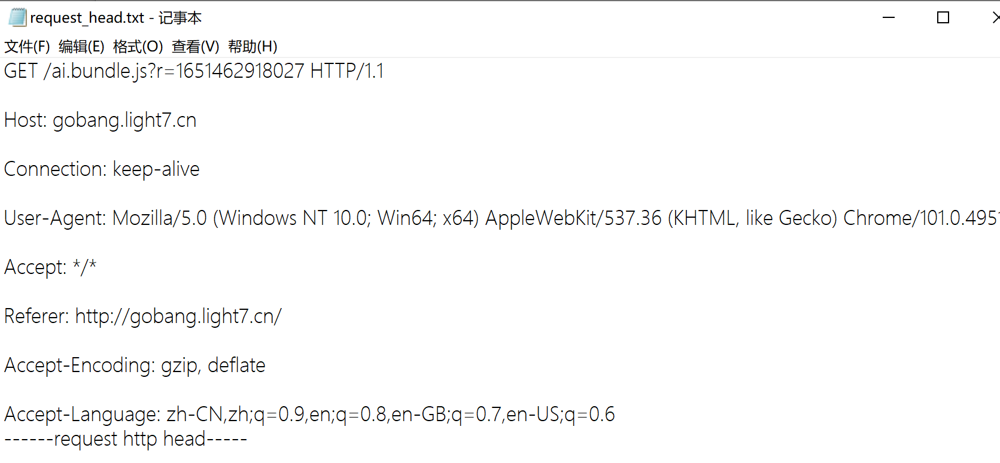 request_head.txt - 记事本
文件(F) 编辑(E) 格式(O) 查看(V) 帮助(H)
GET /ai.bundle.js?r=1651462918027 HTTP/1.1
Host: gobang.light7.cn
Connection: keep-alive
User-Agent: Mozilla/5.0 (Windows NT 10.0; Win64; x64) AppleWebKit/537.36 (KHTML, like Gecko) Chrome/101.0.4951
Accept: */*
Referer: http://gobang.light7.cn/
Accept-Encoding: gzip, deflate
Accept-Language: zh-CN,zh;q=0.9,en;q=0.8,en-GB;q=0.7,en-US;q=0.6
------request http head-----